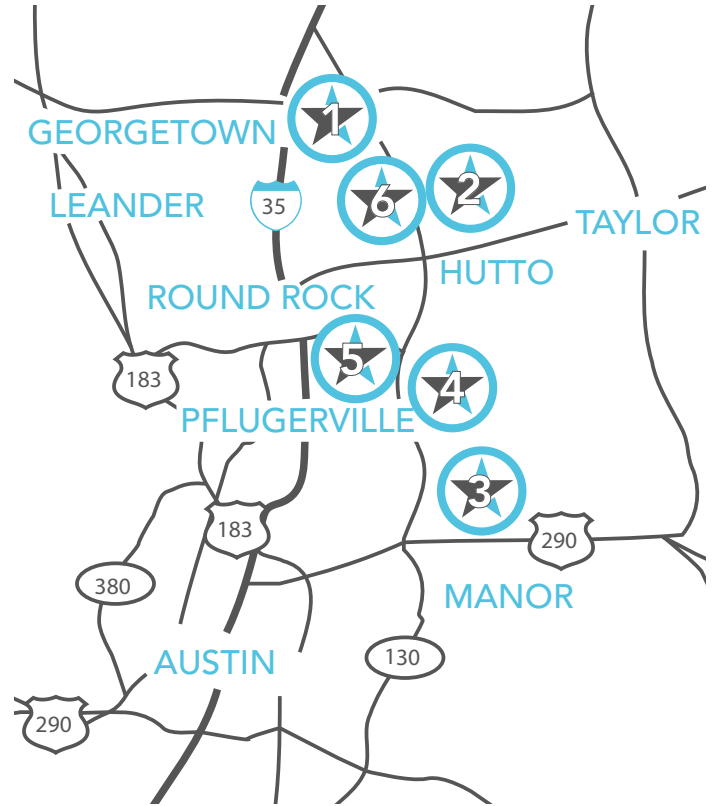 1
GEORGETOWN
2
6
LEANDER
35
TAYLOR
HUTTO
ROUND ROCK
5
183
4
PFLUGERVILLE
3
183
290
380
MANOR
130
AUSTIN
290